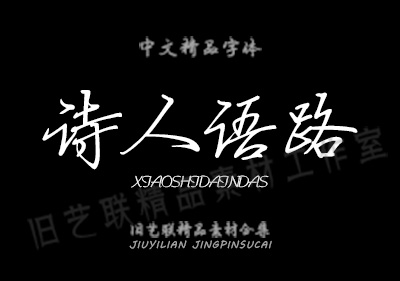 中文精品字体
诗人语路
XIAOSHIDAINDAS
旧艺联精品素材工作室
旧艺联精品素材合集
JIUYILIAN JINGPINSUCAI